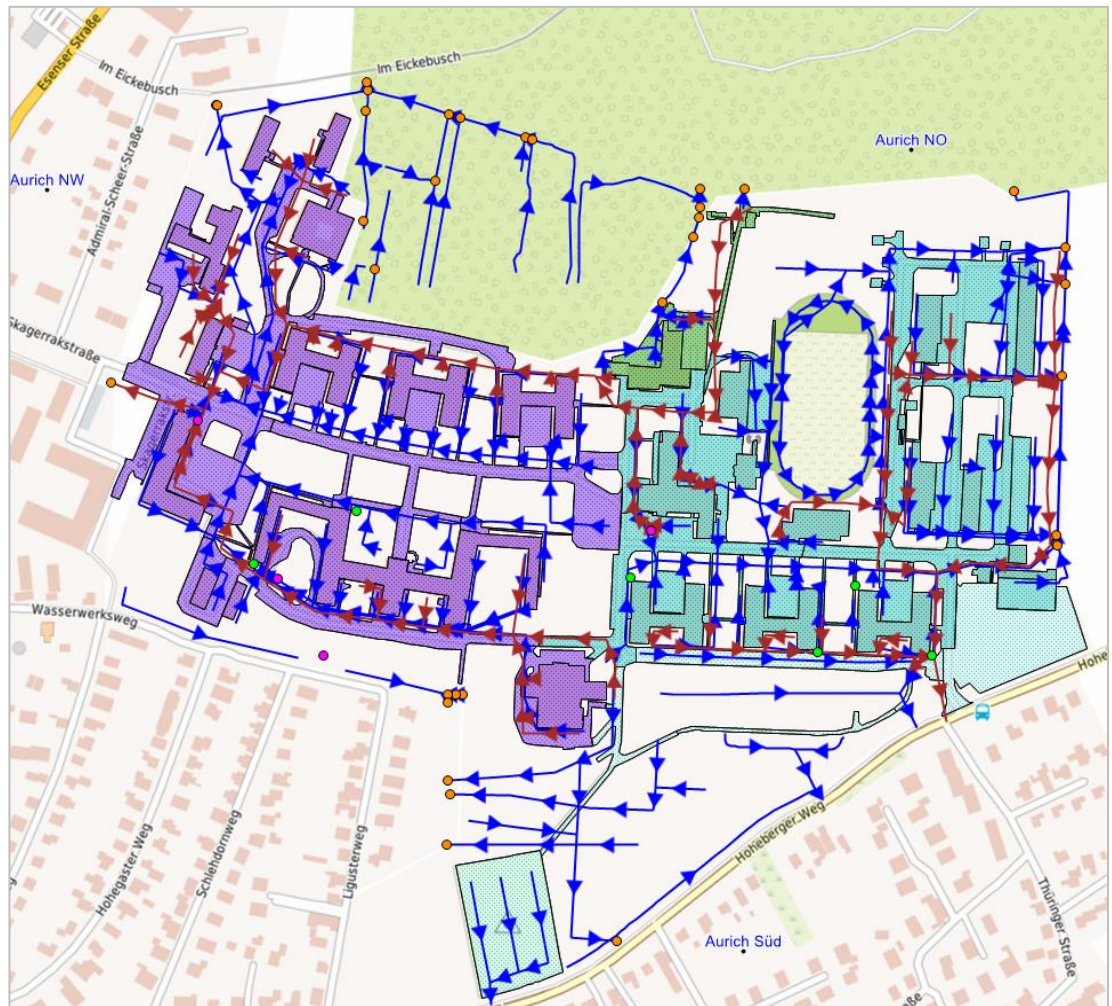 Esenser Straße
Im Eickebusch
Im Eickebusch
Aurich NO
Aurich NW
Admiral-Scheer-Straße
Skagerrakstraße
Wasserwerksweg
Hohegaster Weg
Schlehdornweg
Ligusterweg
Hoheberger Weg
Hohe
Aurich Süd
Thüringer Straße